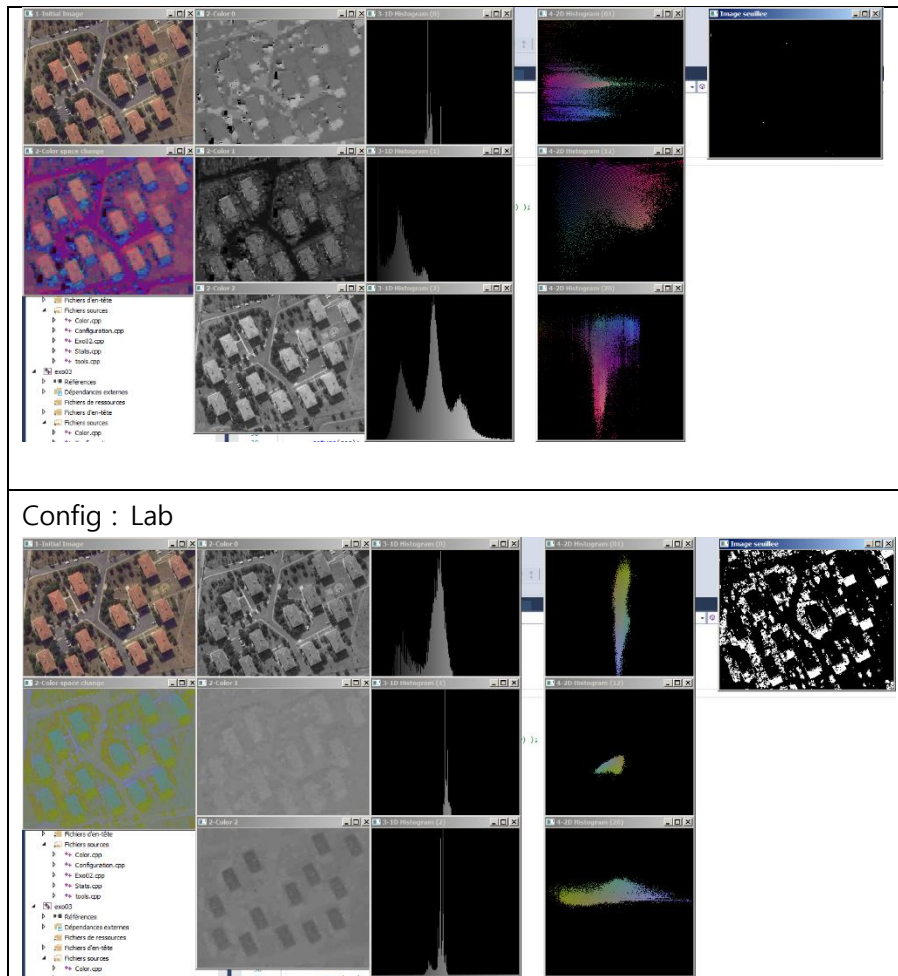 1-Initial Image
2-Color 0
3-1D Histogram (0)
4-2D Histogram (01)
Image seuillee
2-Color space change
2-Color 1
3-1D Histogram (1)
4-2D Histogram (12)
) );
2-Color 2
3-1D Histogram (2)
4-2D Histogram (20)
Fichiers d'en-tête
Fichiers sources
Color.cpp
Configuration.cpp
Exo02.cpp
Stats.cpp
tools.cpp
exo03
Références
Dépendances externes
Fichiers de ressources
Fichiers d'en-tête
Fichiers sources
Color.cpp
Config : Lab
1-Initial Image
2-Color 0
3-1D Histogram (0)
4-2D Histogram (01)
Image seuillee
2-Color space change
2-Color 1
3-1D Histogram (1)
4-2D Histogram (12)
) );
2-Color 2
3-1D Histogram (2)
4-2D Histogram (20)
Fichiers d'en-tête
Fichiers sources
Color.cpp
Configuration.cpp
Exo02.cpp
Stats.cpp
tools.cpp
exo03
Références
Dépendances externes
Fichiers de ressources
Fichiers d'en-tête
Fichiers sources
Color.cpp